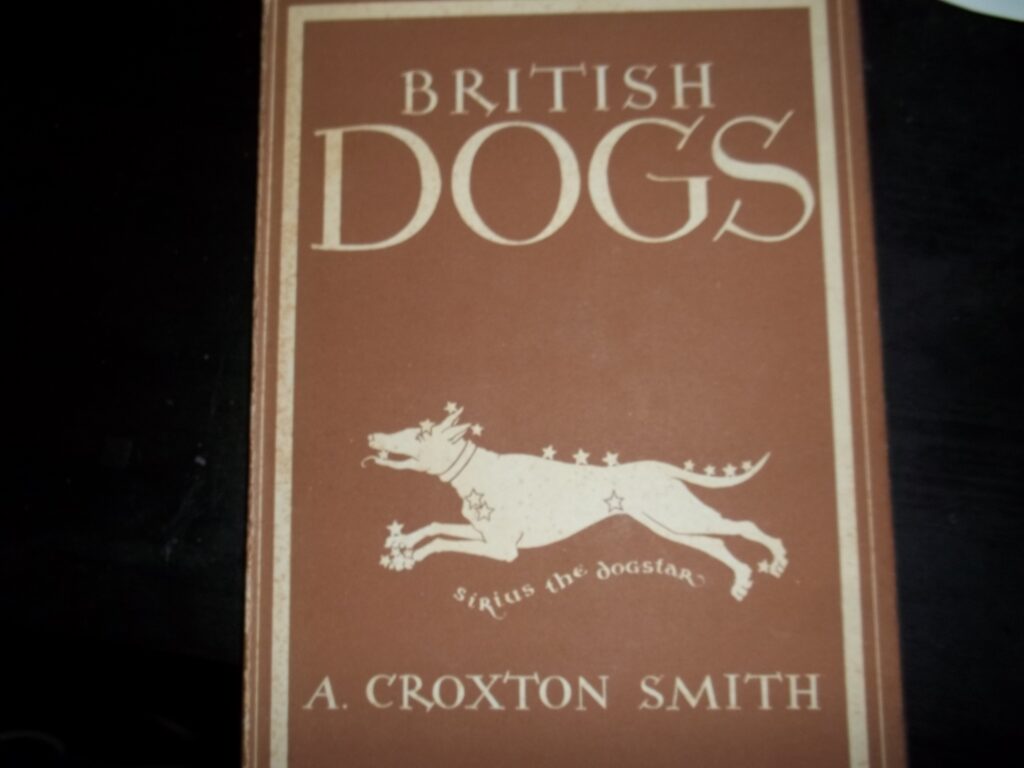 BRITISH
DOGS
sirius the dogstar
A. CROXTON SMITH